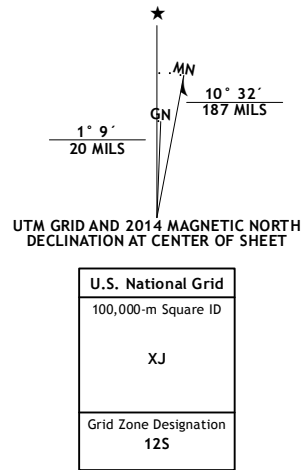 ★
MN
GN
10° 32´
187 MILS
1° 9´
20 MILS
UTM GRID AND 2014 MAGNETIC NORTH
DECLINATION AT CENTER OF SHEET
U.S. National Grid
100,000-m Square ID
XJ
Grid Zone Designation
12S